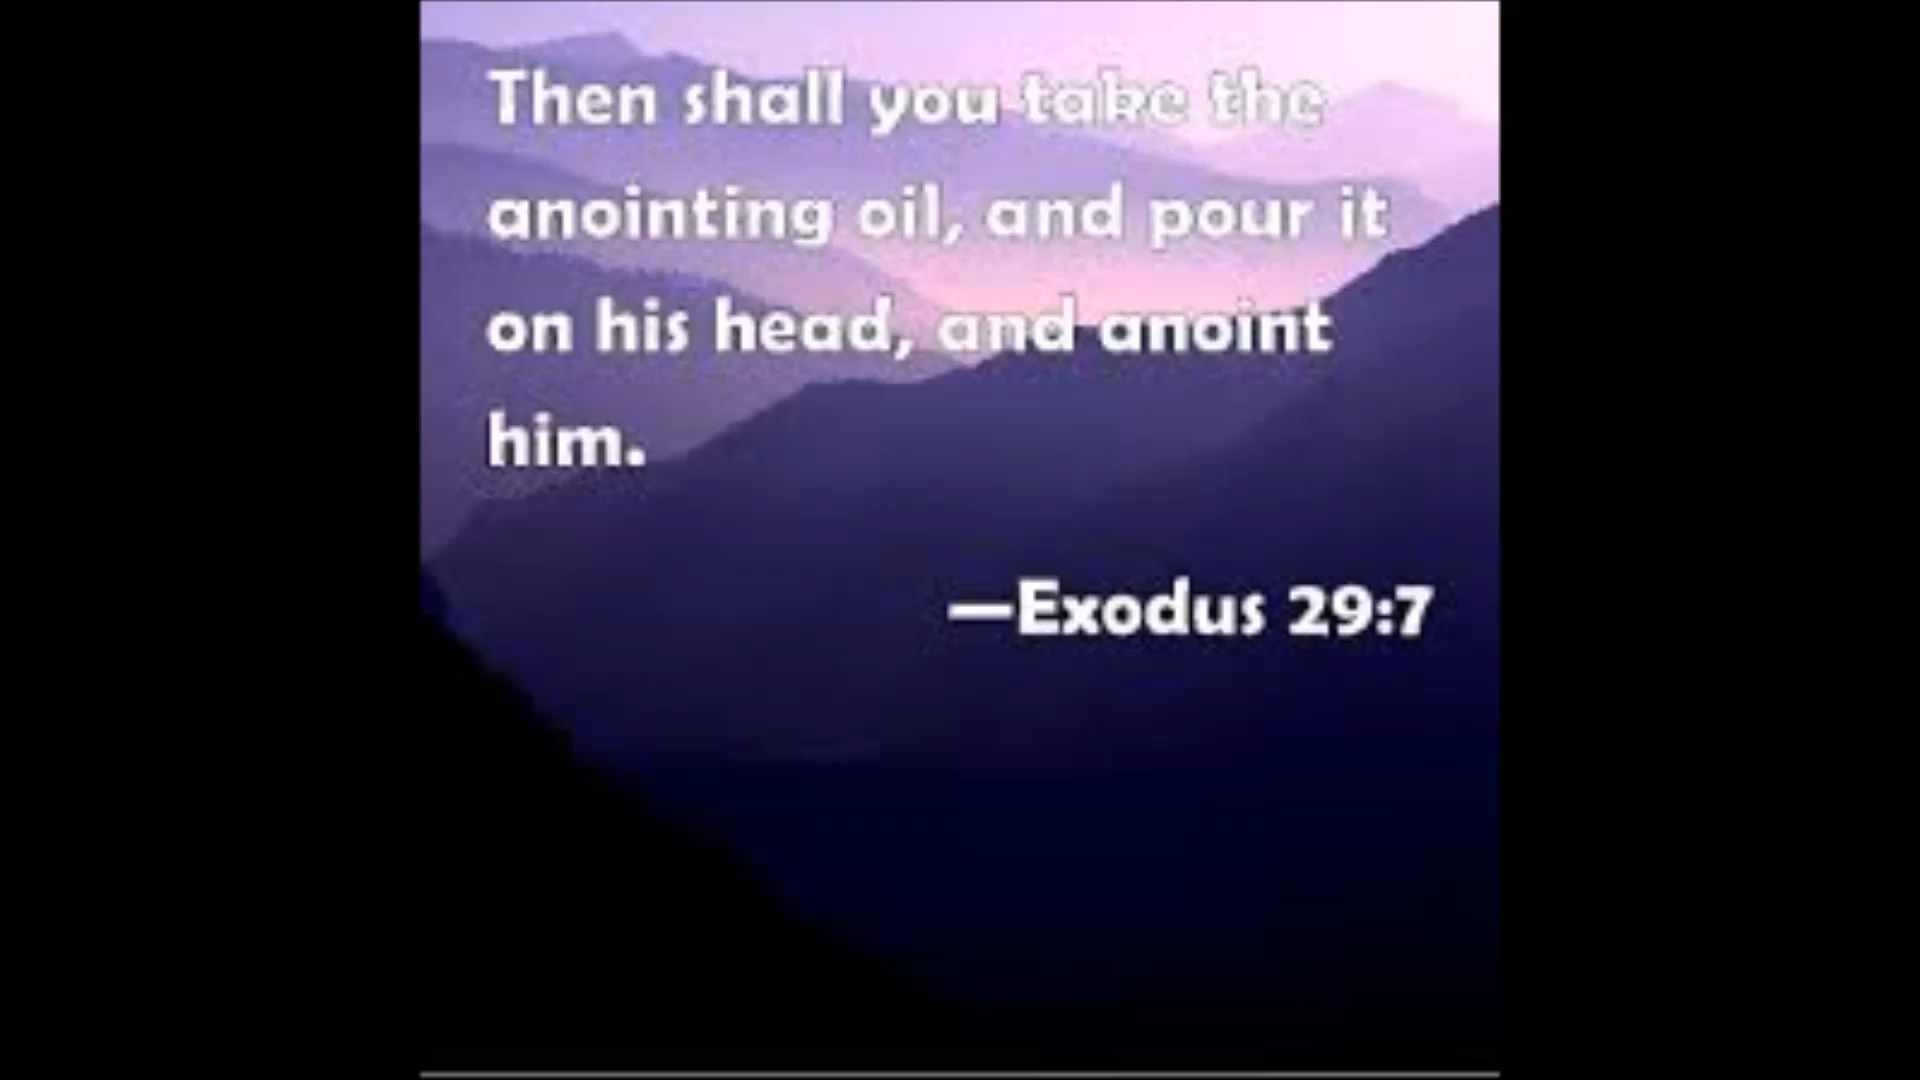 Then shall you take the
anointing oil, and pour it
on his head, and anoint
him.
—Exodus 29:7